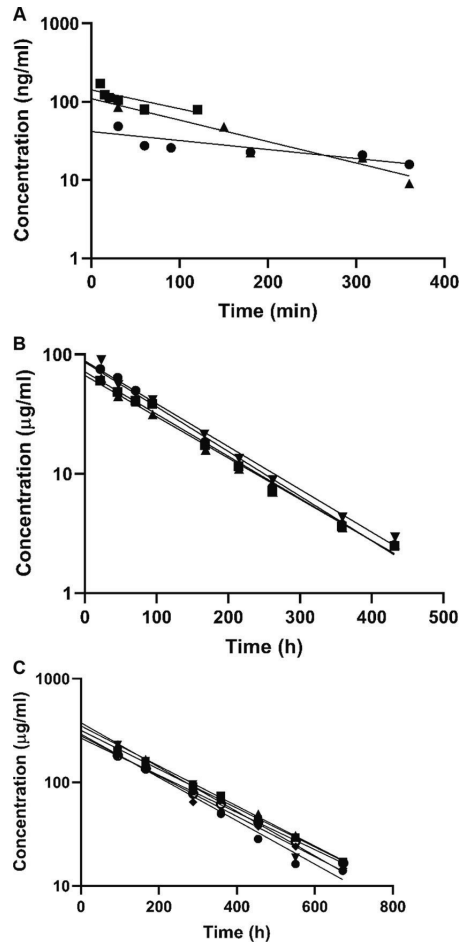 A
Concentration (ng/ml)
1000
100
10
1
0 100 200 300 400
Time (min)
B
Concentration (μg/ml)
100
10
1
0 100 200 300 400 500
Time (h)
C
Concentration (μg/ml)
1000
100
10
0 200 400 600 800
Time (h)